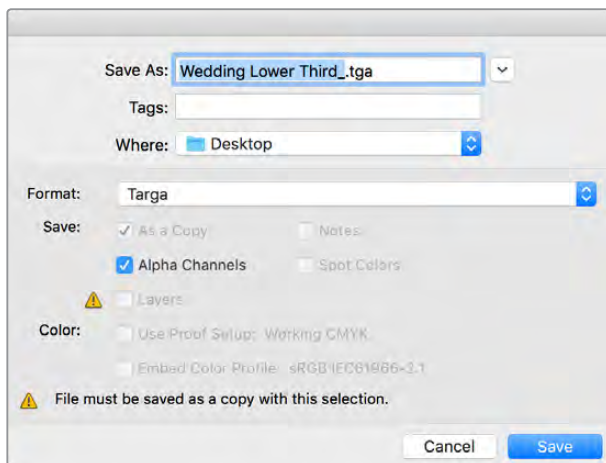 Save As: Wedding Lower Third_.tga
Tags:
Where: Desktop
Format: Targa
Save: As a Copy Notes
Alpha Channels Spot Colors
Layers
Color: Use Proof Setup: Working CMYK
Embed Color Profile: sRGB IEC61966-2.1
File must be saved as a copy with this selection.
Cancel Save